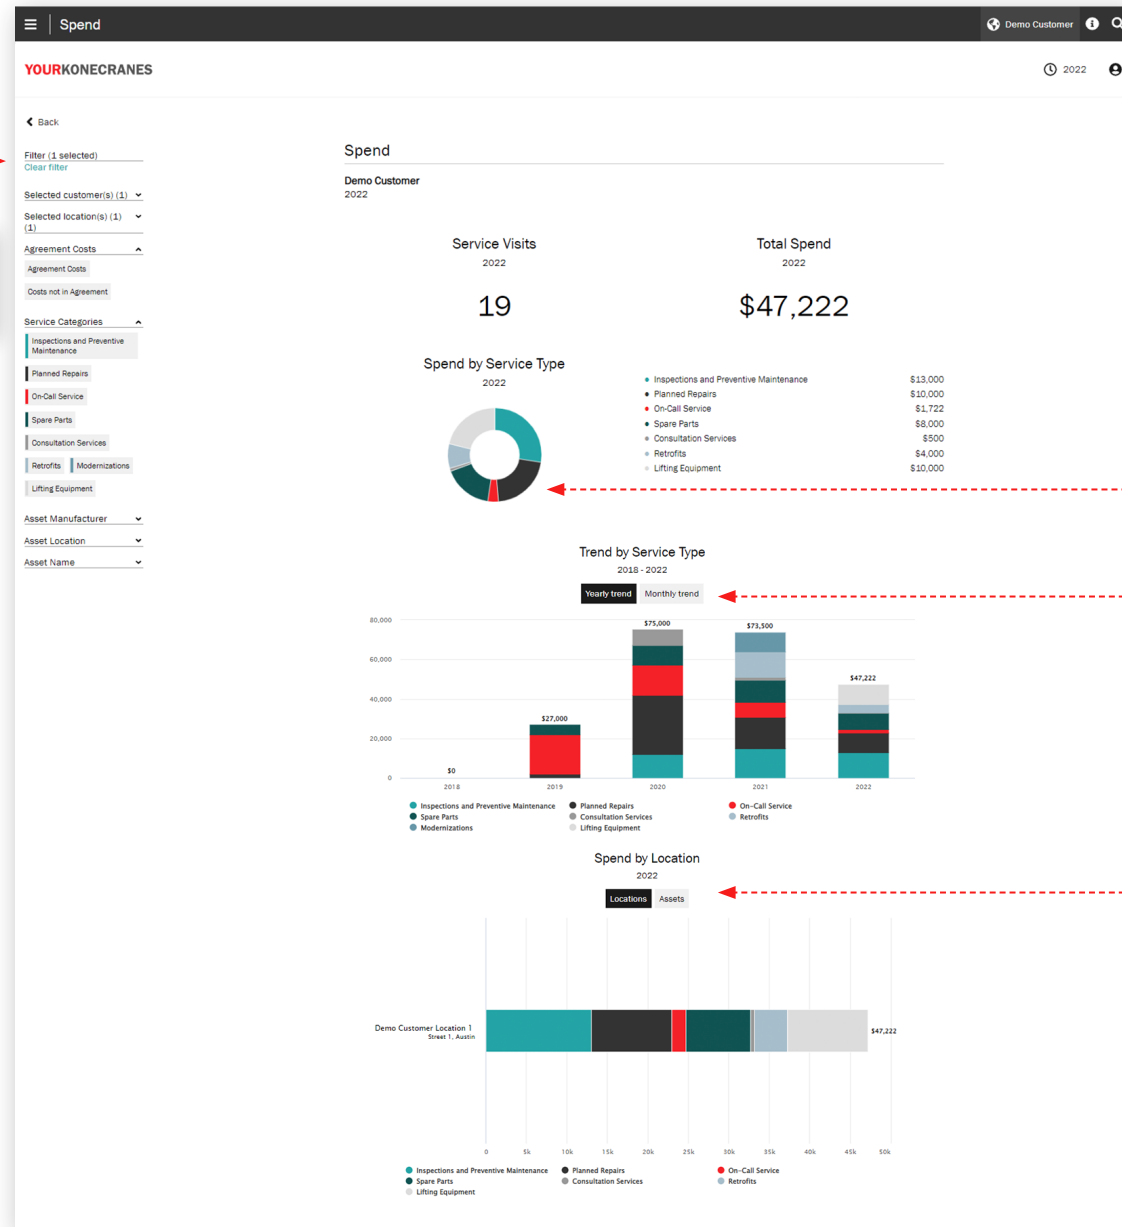 Spend
Demo Customer
YOURKONECRANES
2022
Back
Filter (1 selected)
Clear filter
Selected customer(s) (1)
Selected location(s) (1)
(1)
Agreement Costs
Agreement Costs
Costs not in Agreement
Service Categories
Inspections and Preventive
Maintenance
Planned Repairs
On-Call Service
Spare Parts
Consultation Services
Retrofits Modernizations
Lifting Equipment
Asset Manufacturer
Asset Location
Asset Name
Spend
Demo Customer
2022
Service Visits
2022
19
Total Spend
2022
$47,222
Spend by Service Type
2022
Inspections and Preventive Maintenance $13,000
Planned Repairs $10,000
On-Call Service $1,722
Spare Parts $8,000
Consultation Services $500
Retrofits $4,000
Lifting Equipment $10,000
Trend by Service Type
2018 - 2022
Yearly trend Monthly trend
80,000
60,000
40,000
20,000
0
$0
$27,000
$75,000
$73,500
$47,222
2018 2019 2020 2021 2022
Inspections and Preventive Maintenance Planned Repairs On-Call Service
Spare Parts Consultation Services Retrofits
Modernizations Lifting Equipment
Spend by Location
2022
Locations Assets
Demo Customer Location 1
Street 1, Austin
$47,222
0 5k 10k 15k 20k 25k 30k 35k 40k 45k 50k
Inspections and Preventive Maintenance Planned Repairs On-Call Service
Spare Parts Consultation Services Retrofits
Lifting Equipment